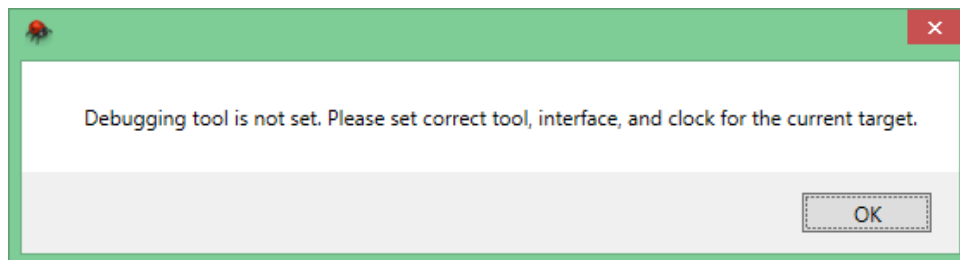 Debugging tool is not set. Please set correct tool, interface, and clock for the current target.
OK